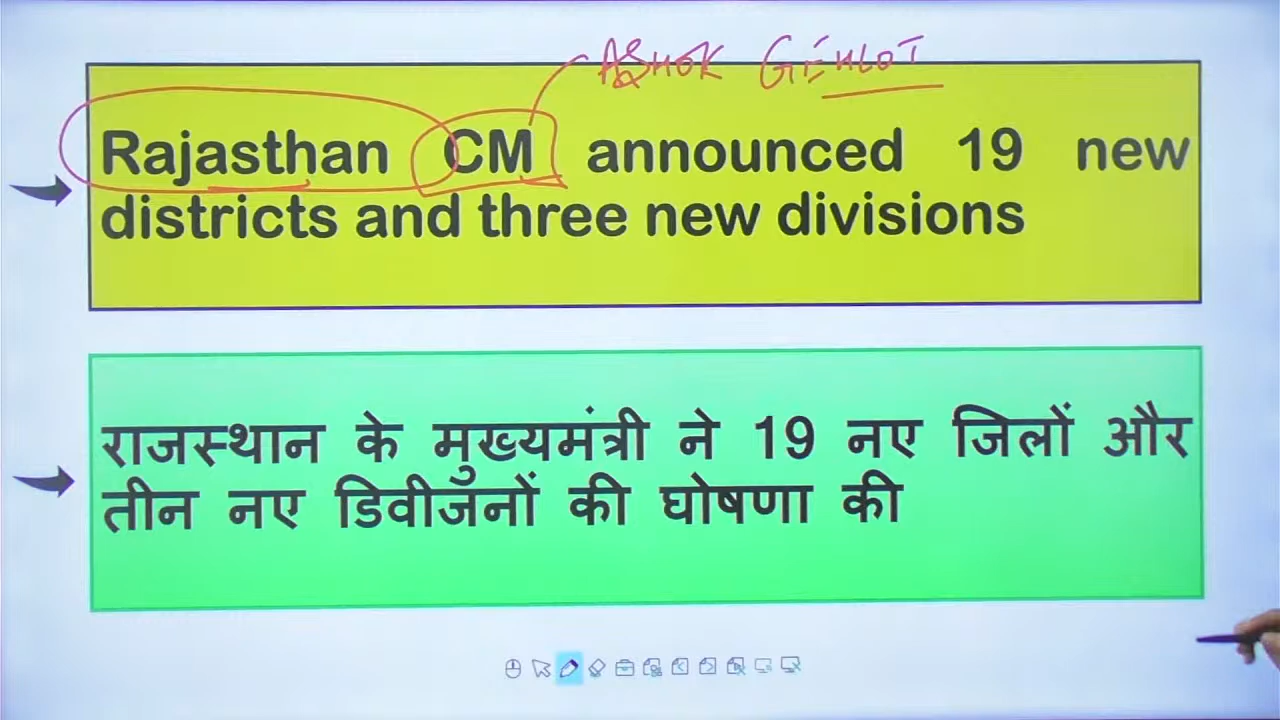 ASHOK GEHLOT
Rajasthan CM announced 19 new
districts and three new divisions
राजस्थान के मुख्यमंत्री ने 19 नए जिलों और
तीन नए डिवीजनों की घोषणा की